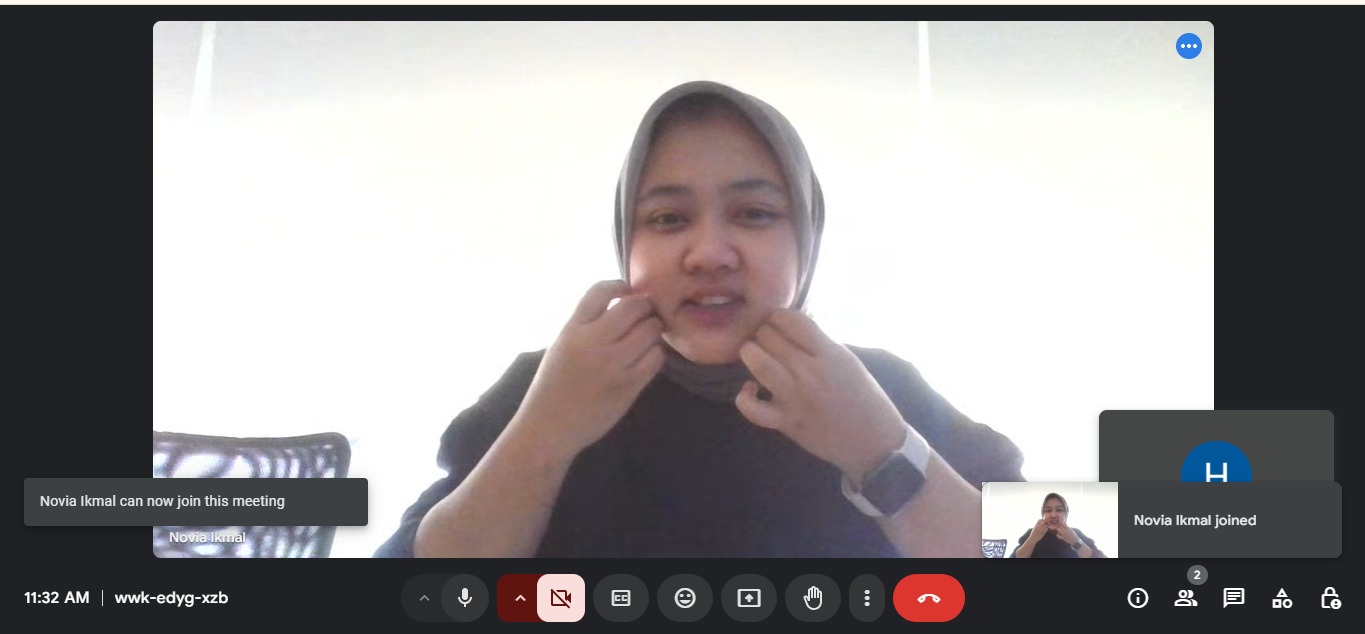 Novia Ikmal can now join this meeting
Novia Ikmal
H
Novia Ikmal joined
11:32 AM | wwk-edyg-xzb
CC
2